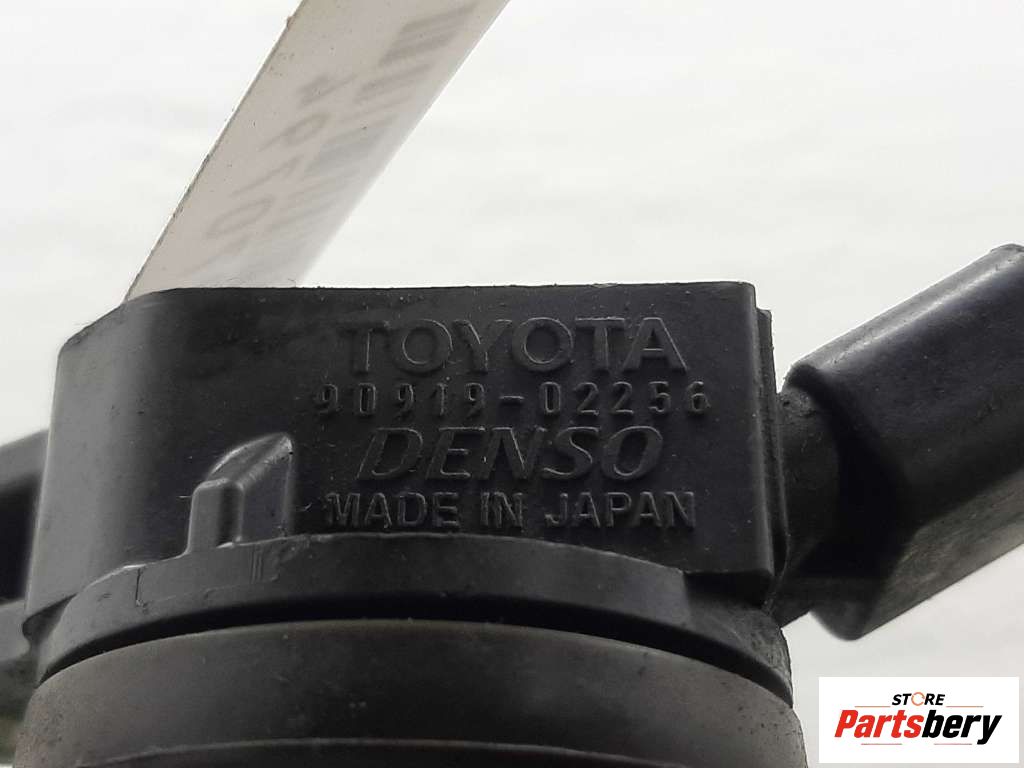 TOYOTA
90919-02256
DENSO
MADE IN JAPAN
STORE
Partsbery